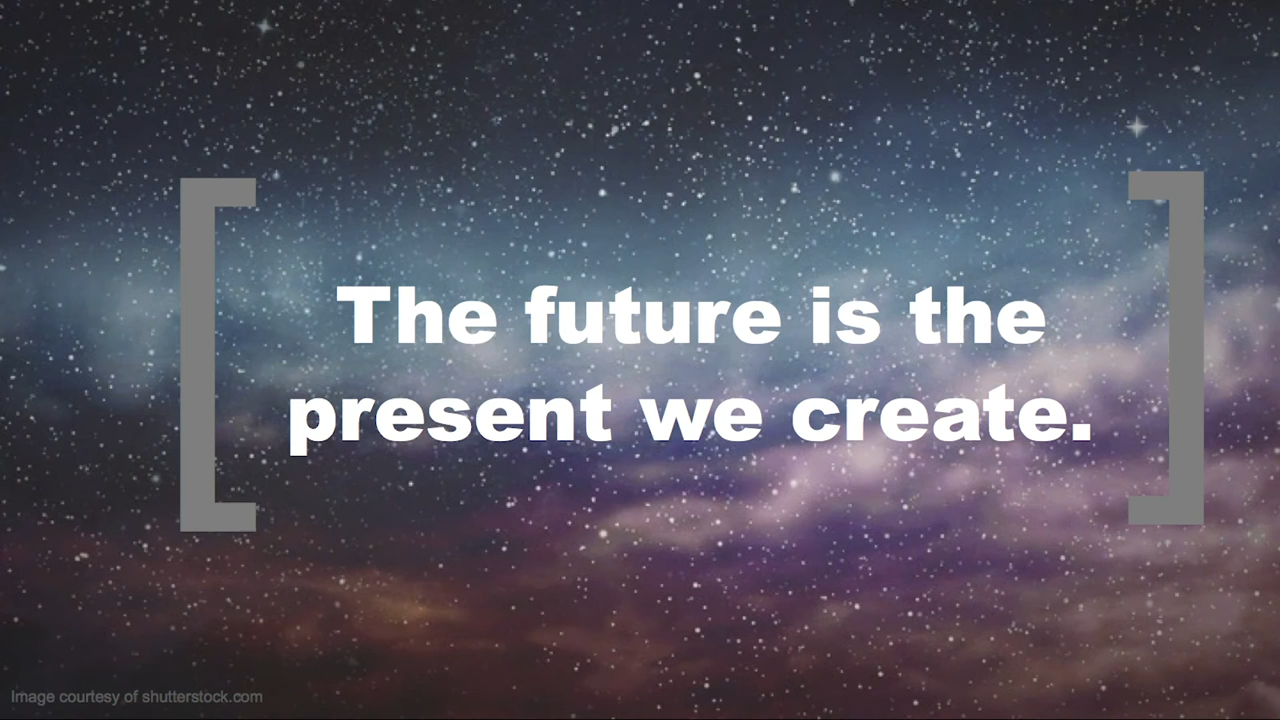 The future is the
present we create.
Image courtesy of shutterstock.com